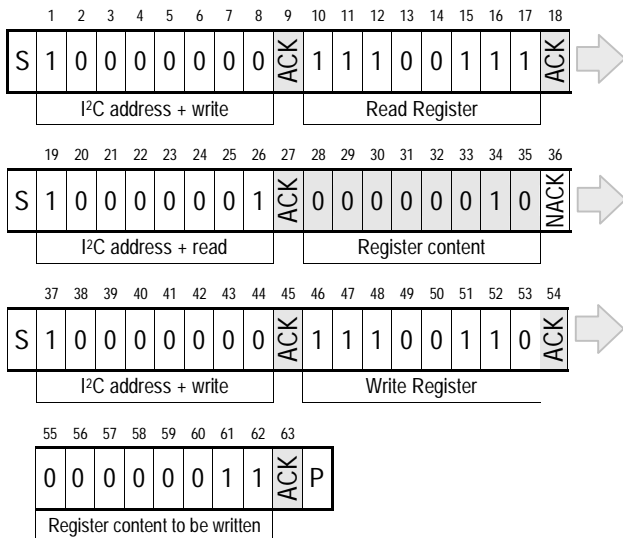 1 2 3 4 5 6 7 8 9 10 11 12 13 14 15 16 17 18
S 1 0 0 0 0 0 0 0 ACK 1 1 1 0 0 1 1 1 ACK
I²C address + write Read Register
19 20 21 22 23 24 25 26 27 28 29 30 31 32 33 34 35 36
S 1 0 0 0 0 0 0 1 ACK 0 0 0 0 0 0 1 0 NACK
I²C address + read Register content
37 38 39 40 41 42 43 44 45 46 47 48 49 50 51 52 53 54
S 1 0 0 0 0 0 0 0 ACK 1 1 1 0 0 1 1 0 ACK
I²C address + write Write Register
55 56 57 58 59 60 61 62 63
0 0 0 0 0 0 1 1 ACK P
Register content to be written